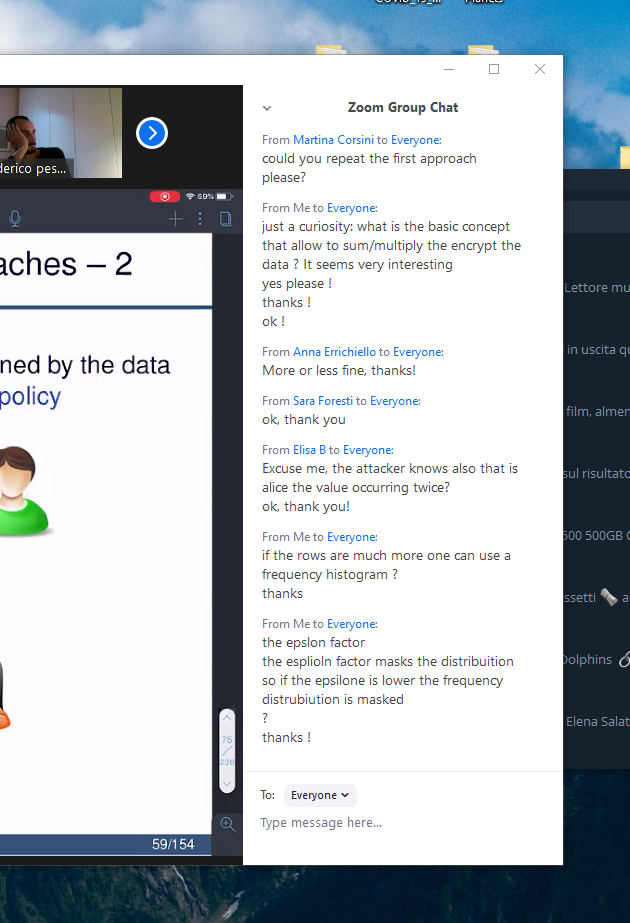 COVID_19_...
Planets
Zoom Group Chat
From Martina Corsini to Everyone:
could you repeat the first approach
please?
From Me to Everyone:
just a curiosity: what is the basic concept
that allow to sum/multiply the encrypt the
data ? It seems very interesting
yes please !
thanks !
ok !
From Anna Errichiello to Everyone:
More or less fine, thanks!
From Sara Foresti to Everyone:
ok, thank you
From Elisa B to Everyone:
Excuse me, the attacker knows also that is
alice the value occurring twice?
ok, thank you!
From Me to Everyone:
if the rows are much more one can use a
frequency histogram ?
thanks
From Me to Everyone:
the epslon factor
the esplioln factor masks the distribuition
so if the epsilone is lower the frequency
distrubiution is masked
?
thanks !
To: Everyone
Type message here...
derico pes...
69%
aches – 2
ned by the data
policy
75
236
59/154
Lettore mu
in uscita qu
film, almen
sul risultato
500 500GB
ssetti a
Dolphins
Elena Salat